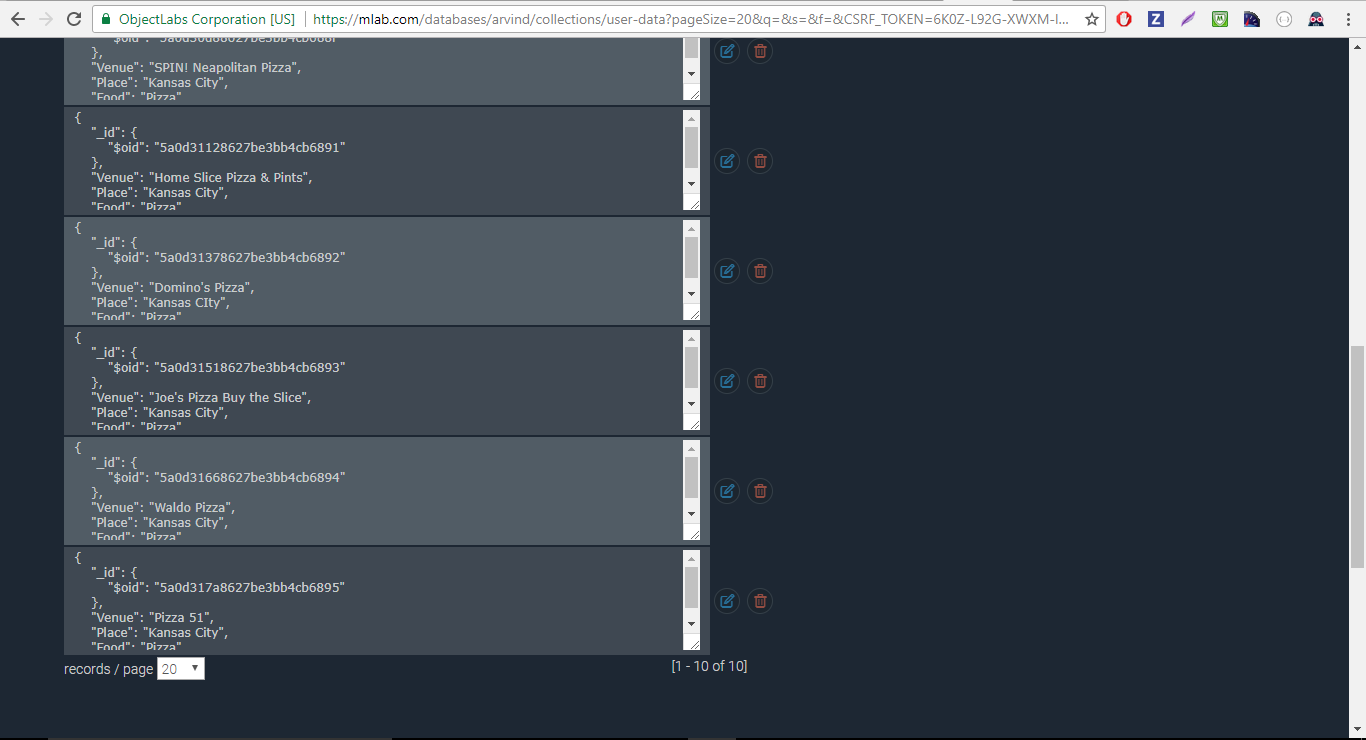 ObjectLabs Corporation [US] https://mlab.com/databases/arvind/collections/user-data?pageSize=20&q=&s=&f=&CSRF_TOKEN=6K0Z-L92G-XWXM-I...
},
"Venue": "SPIN! Neapolitan Pizza",
"Place": "Kansas City",
"Food": "Pizza"
{
"_id": {
"$oid": "5a0d31128627be3bb4cb6891"
},
"Venue": "Home Slice Pizza & Pints",
"Place": "Kansas City",
"Food": "Pizza"
{
"_id": {
"$oid": "5a0d31378627be3bb4cb6892"
},
"Venue": "Domino's Pizza",
"Place": "Kansas CIty",
"Food": "Pizza"
{
"_id": {
"$oid": "5a0d31518627be3bb4cb6893"
},
"Venue": "Joe's Pizza Buy the Slice",
"Place": "Kansas City",
"Food": "Pizza"
{
"_id": {
"$oid": "5a0d31668627be3bb4cb6894"
},
"Venue": "Waldo Pizza",
"Place": "Kansas City",
"Food": "Pizza"
{
"_id": {
"$oid": "5a0d317a8627be3bb4cb6895"
},
"Venue": "Pizza 51",
"Place": "Kansas City",
"Food": "Pizza"
records / page 20 [1 - 10 of 10]